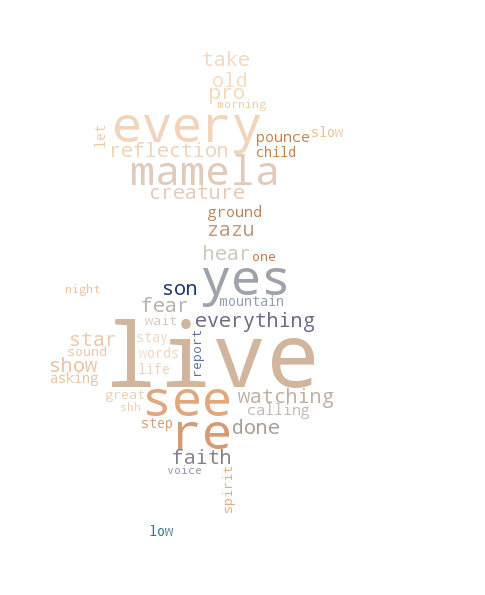 take
old
pro
morning
every
let
pounce
slow
reflection
child
mamela
creature
ground
zazu
hear
one
yes
son
night
mountain
fear
wait
everything
live
star
stay
report
sound
words
show
life
asking
great
see
watching
shh
calling
step
re
done
faith
voice
spirit
low